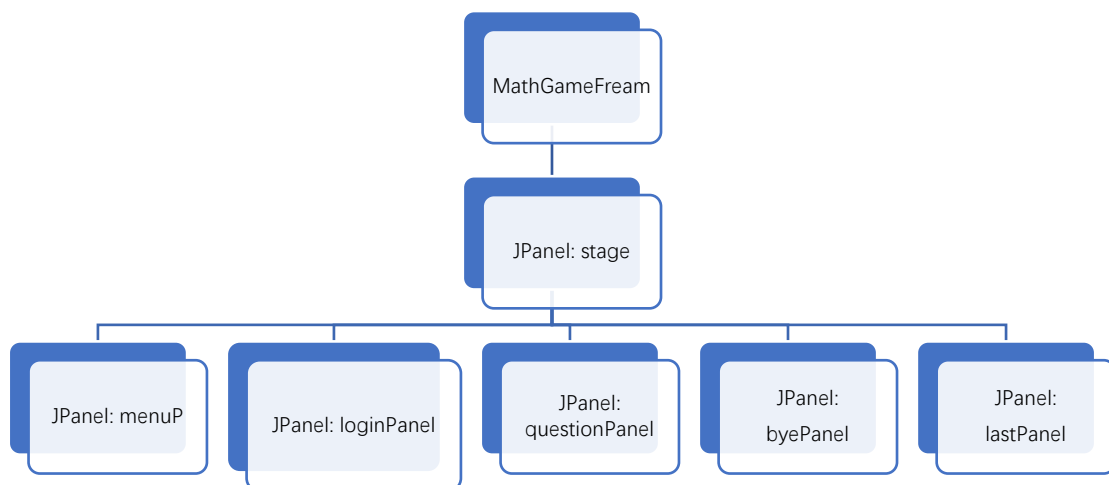 MathGameFream
JPanel: stage
JPanel: menuP
JPanel: loginPanel
JPanel:
questionPanel
JPanel:
byePanel
JPanel:
lastPanel